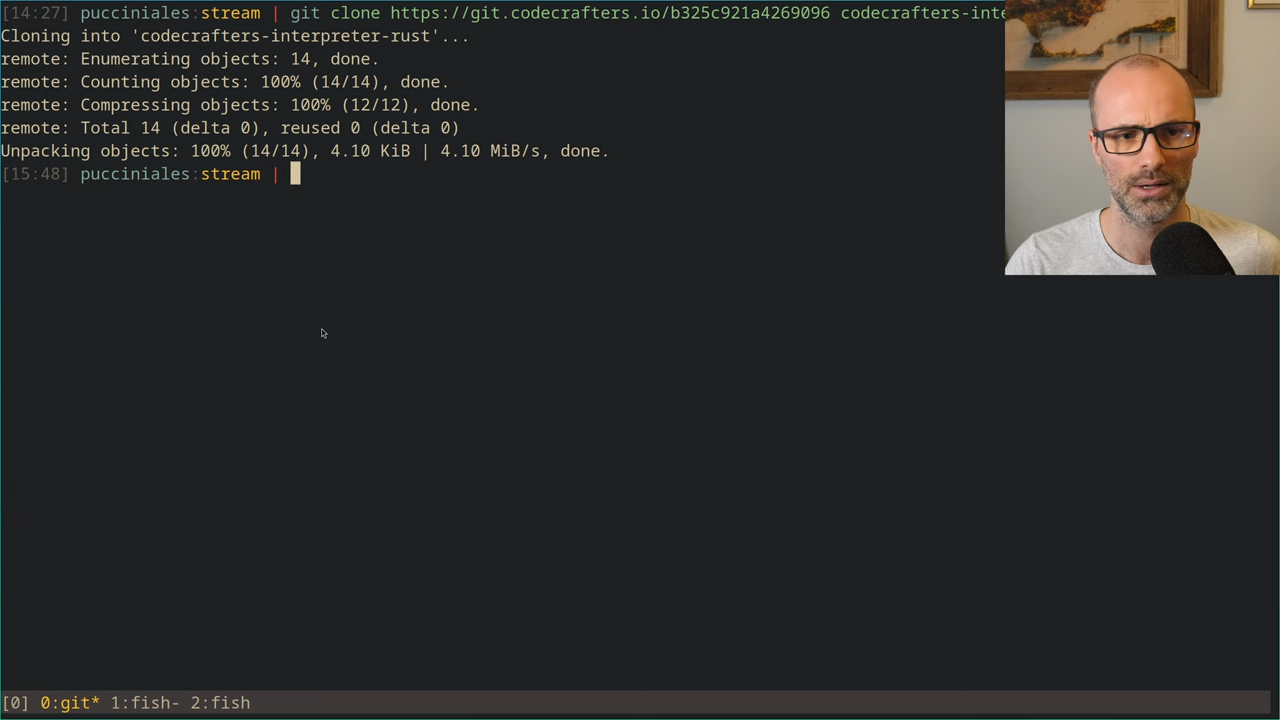 [14:27] pucciniales:stream | git clone https://git.codecrafters.io/b325c921a4269096 codecrafters-inte
Cloning into 'codecrafters-interpreter-rust'...
remote: Enumerating objects: 14, done.
remote: Counting objects: 100% (14/14), done.
remote: Compressing objects: 100% (12/12), done.
remote: Total 14 (delta 0), reused 0 (delta 0)
Unpacking objects: 100% (14/14), 4.10 KiB | 4.10 MiB/s, done.
[15:48] pucciniales:stream |
[0] 0:git* 1:fish- 2:fish